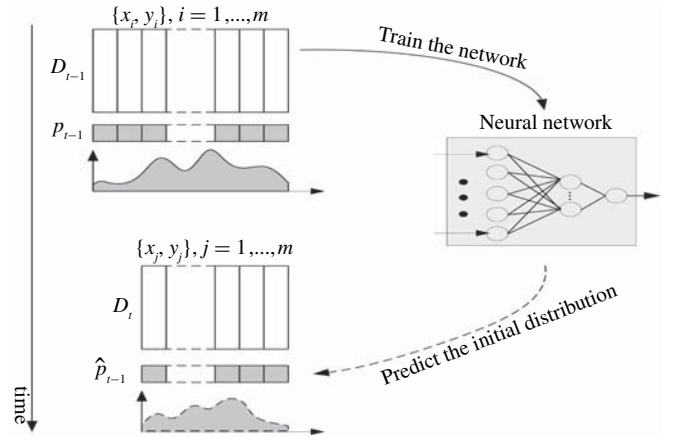 {x_i, y_i}, i = 1,...,m
D_{t−1}
Train the network
p_{t−1}
Neural network
{x_j, y_j}, j = 1,...,m
D_t
Predict the initial distribution
p̂_{t−1}
time